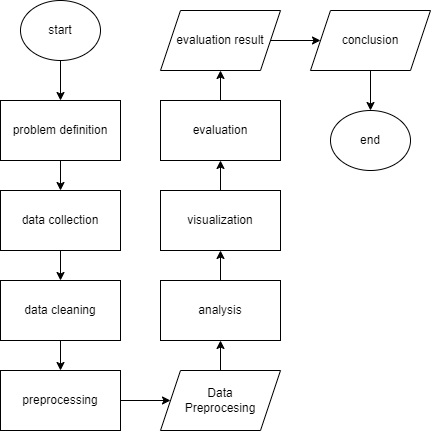 start
problem definition
data collection
data cleaning
preprocessing
Data
Preprocesing
analysis
visualization
evaluation
evaluation result
conclusion
end